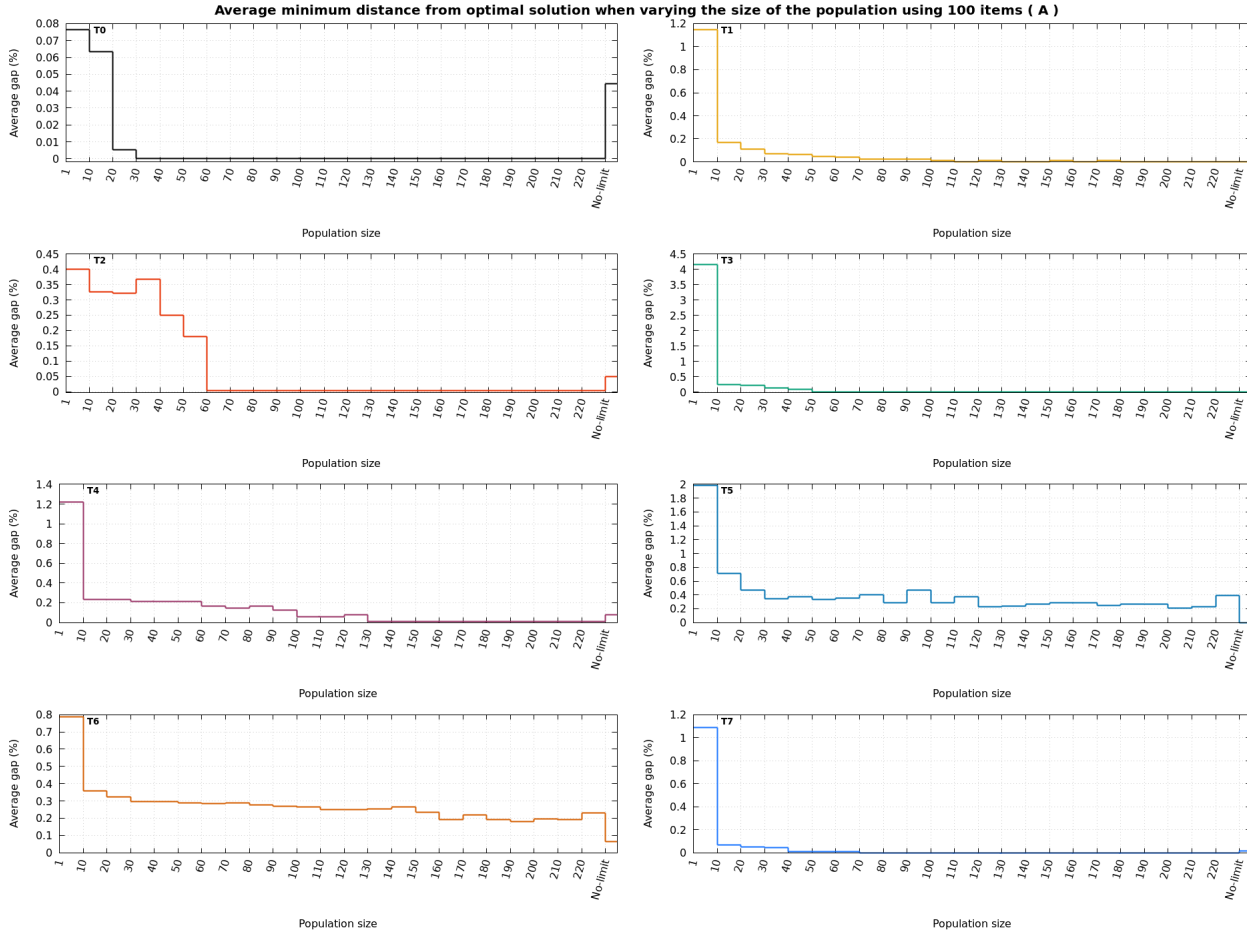 Average minimum distance from optimal solution when varying the size of the population using 100 items ( A )
T0
Average gap (%)
0.08
0.07
0.06
0.05
0.04
0.03
0.02
0.01
0
1 10 20 30 40 50 60 70 80 90 100 110 120 130 140 150 160 170 180 190 200 210 220 No-limit
Population size
T1
Average gap (%)
1.2
1
0.8
0.6
0.4
0.2
0
1 10 20 30 40 50 60 70 80 90 100 110 120 130 140 150 160 170 180 190 200 210 220 No-limit
Population size
T2
Average gap (%)
0.45
0.4
0.35
0.3
0.25
0.2
0.15
0.1
0.05
0
1 10 20 30 40 50 60 70 80 90 100 110 120 130 140 150 160 170 180 190 200 210 220 No-limit
Population size
T3
Average gap (%)
4.5
4
3.5
3
2.5
2
1.5
1
0.5
0
1 10 20 30 40 50 60 70 80 90 100 110 120 130 140 150 160 170 180 190 200 210 220 No-limit
Population size
T4
Average gap (%)
1.4
1.2
1
0.8
0.6
0.4
0.2
0
1 10 20 30 40 50 60 70 80 90 100 110 120 130 140 150 160 170 180 190 200 210 220 No-limit
Population size
T5
Average gap (%)
2
1.8
1.6
1.4
1.2
1
0.8
0.6
0.4
0.2
0
1 10 20 30 40 50 60 70 80 90 100 110 120 130 140 150 160 170 180 190 200 210 220 No-limit
Population size
T6
Average gap (%)
0.8
0.7
0.6
0.5
0.4
0.3
0.2
0.1
0
1 10 20 30 40 50 60 70 80 90 100 110 120 130 140 150 160 170 180 190 200 210 220 No-limit
Population size
T7
Average gap (%)
1.2
1
0.8
0.6
0.4
0.2
0
1 10 20 30 40 50 60 70 80 90 100 110 120 130 140 150 160 170 180 190 200 210 220 No-limit
Population size